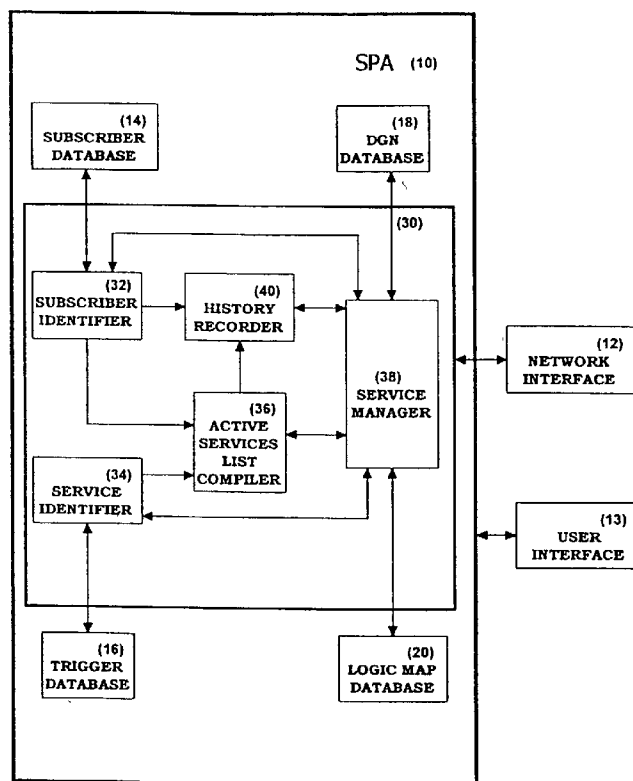 SPA (10)
(14)
SUBSCRIBER
DATABASE
(18)
DGN
DATABASE
(30)
(32)
SUBSCRIBER
IDENTIFIER
(40)
HISTORY
RECORDER
(38)
SERVICE
MANAGER
(12)
NETWORK
INTERFACE
(36)
ACTIVE
SERVICES
LIST
COMPILER
(34)
SERVICE
IDENTIFIER
(13)
USER
INTERFACE
(16)
TRIGGER
DATABASE
(20)
LOGIC MAP
DATABASE